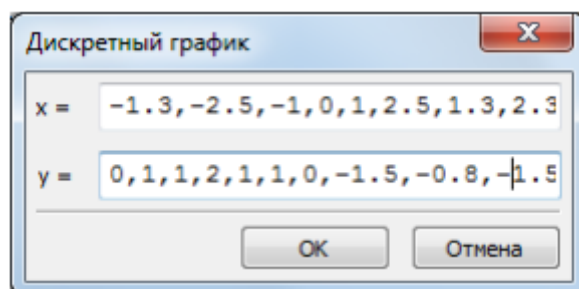 Дискретный график
x = -1.3,-2.5,-1,0,1,2.5,1.3,2.3
y = 0,1,1,2,1,1,0,-1.5,-0.8,-1.5
OK Отмена